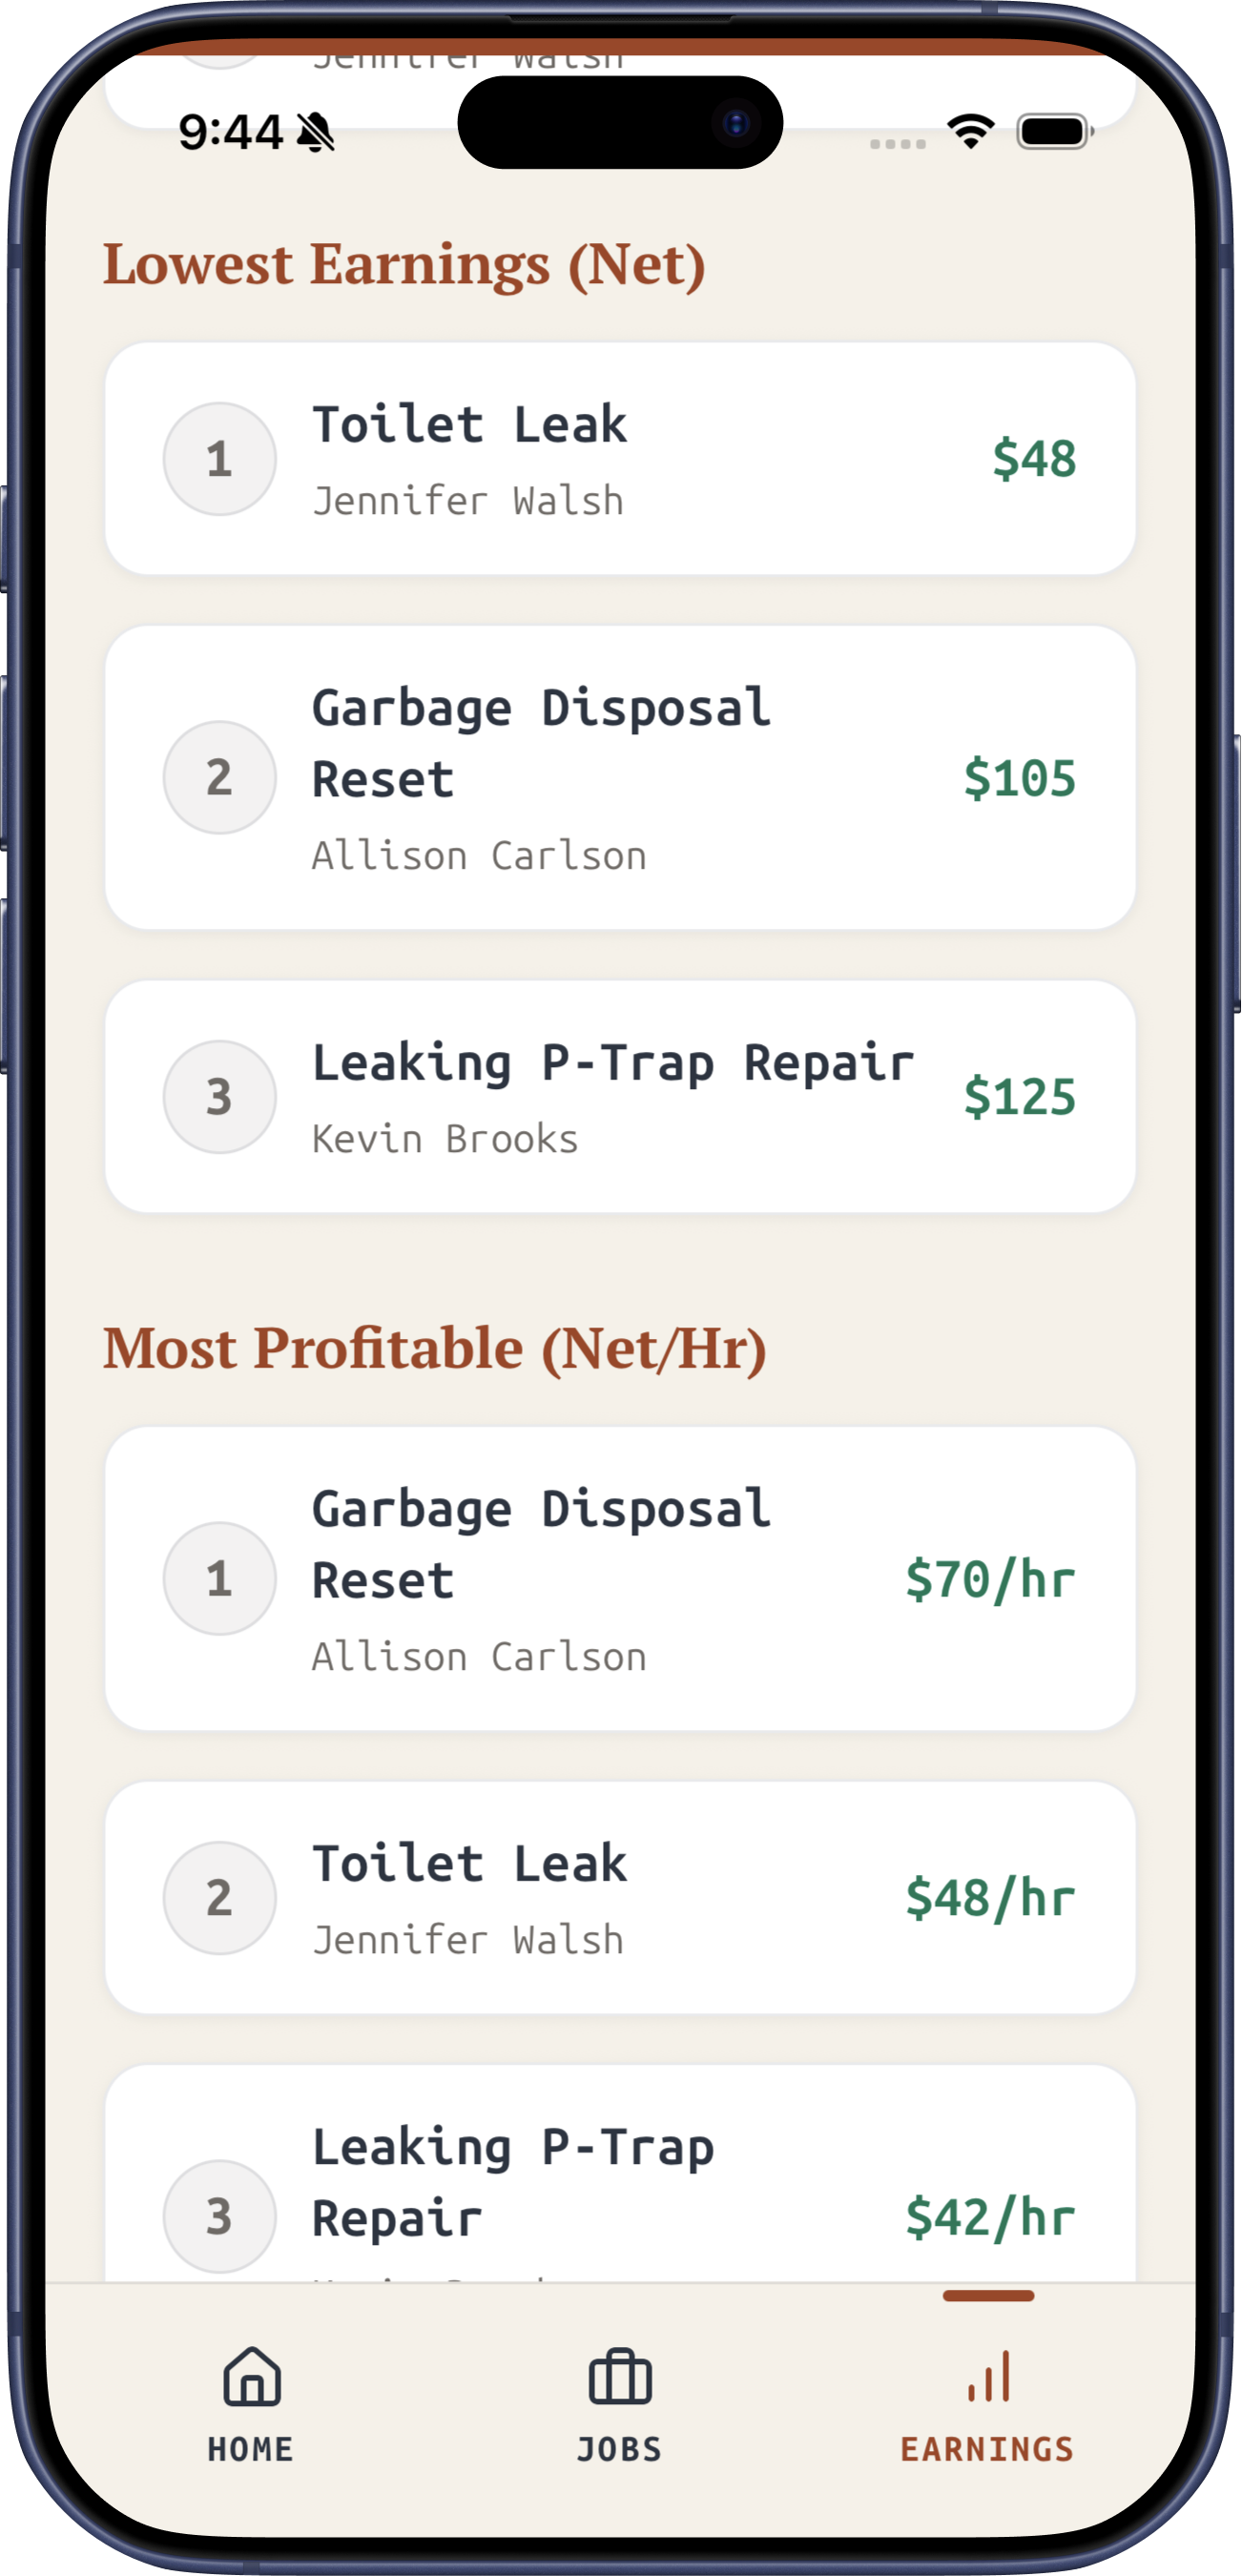 Jennifer Walsh
9:44
Lowest Earnings (Net)
1
Toilet Leak
Jennifer Walsh
$48
2
Garbage Disposal
Reset
Allison Carlson
$105
3
Leaking P-Trap Repair
Kevin Brooks
$125
Most Profitable (Net/Hr)
1
Garbage Disposal
Reset
Allison Carlson
$70/hr
2
Toilet Leak
Jennifer Walsh
$48/hr
3
Leaking P-Trap
Repair
$42/hr
HOME
JOBS
EARNINGS